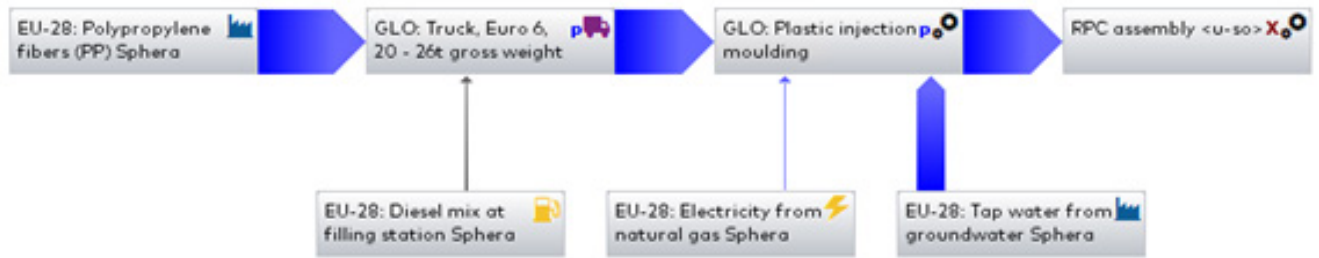 EU-28: Polypropylene
fibers (PP) Sphera
GLO: Truck, Euro 6, p
20 - 26t gross weight
GLO: Plastic injection p
moulding
RPC assembly <u-so> X
EU-28: Diesel mix at
filling station Sphera
EU-28: Electricity from
natural gas Sphera
EU-28: Tap water from
groundwater Sphera